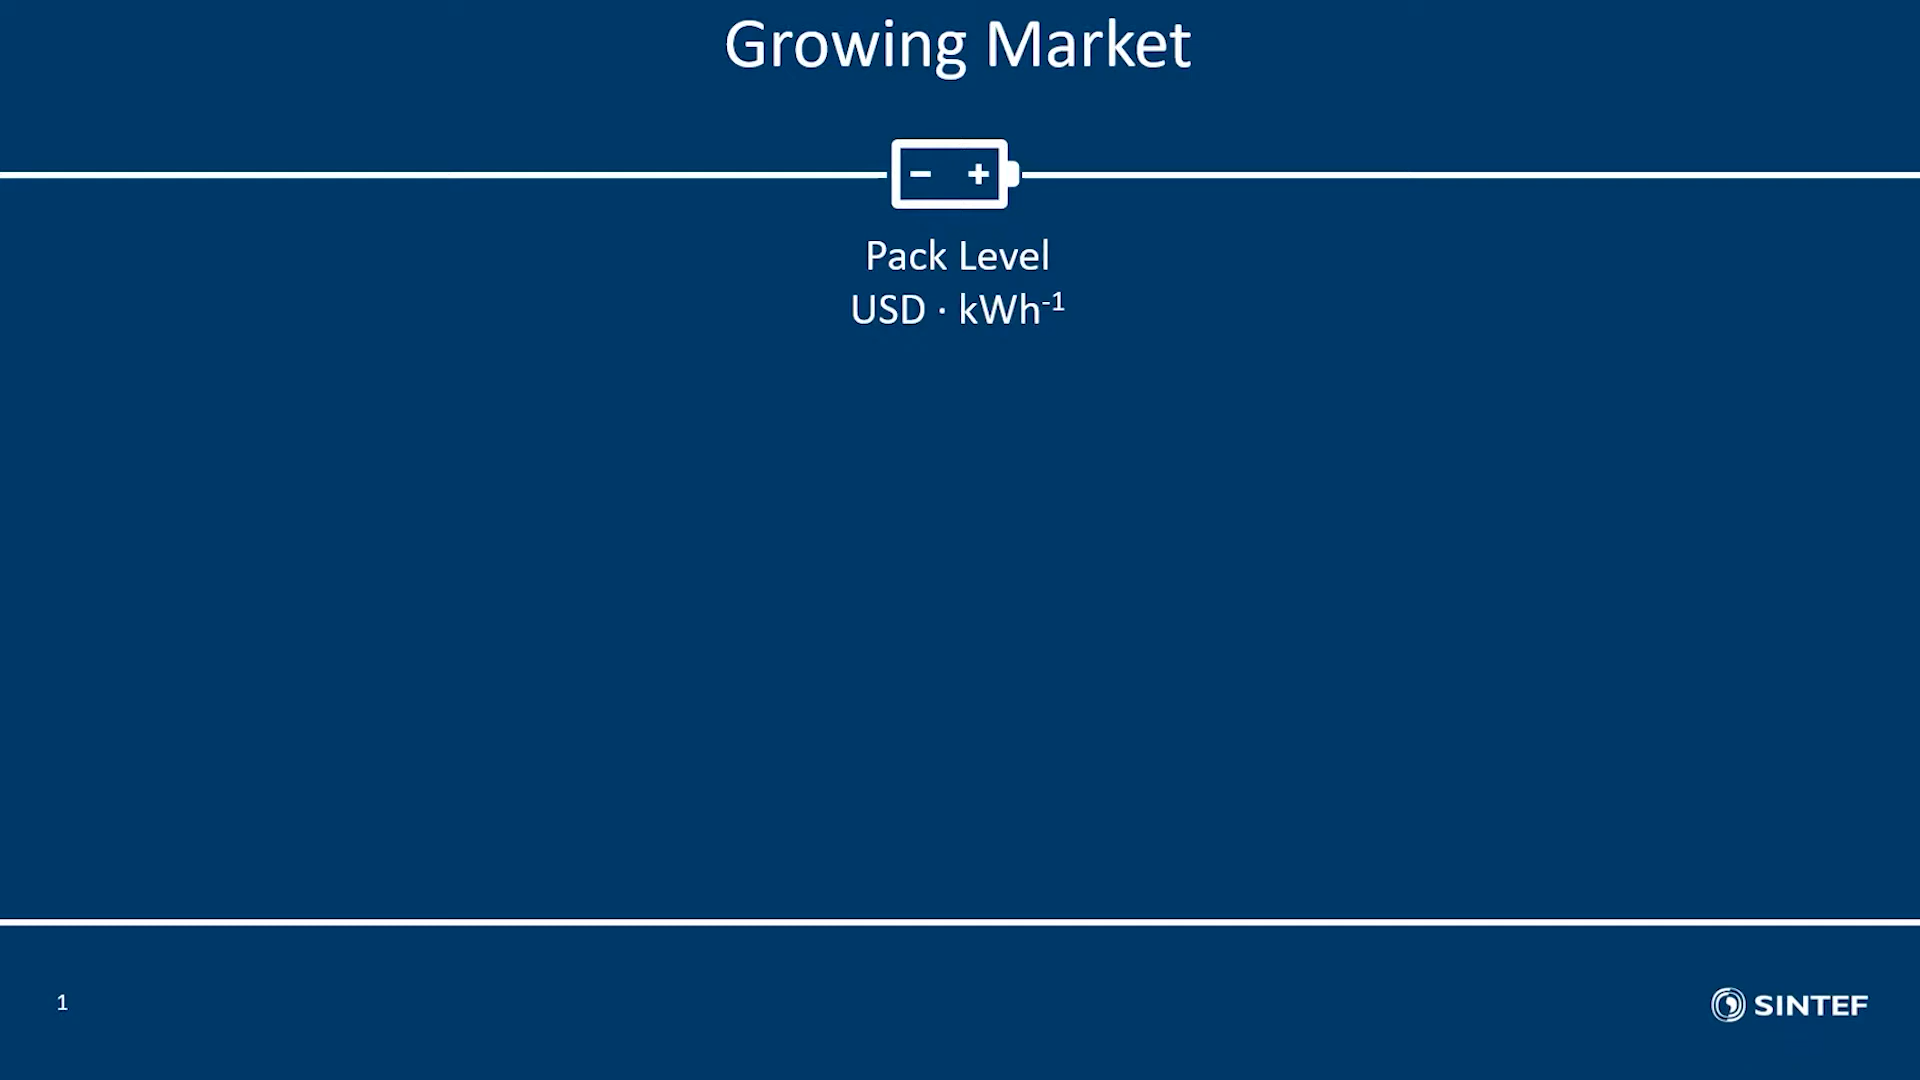 Growing Market
− +
Pack Level
USD · kWh⁻¹
1
SINTEF